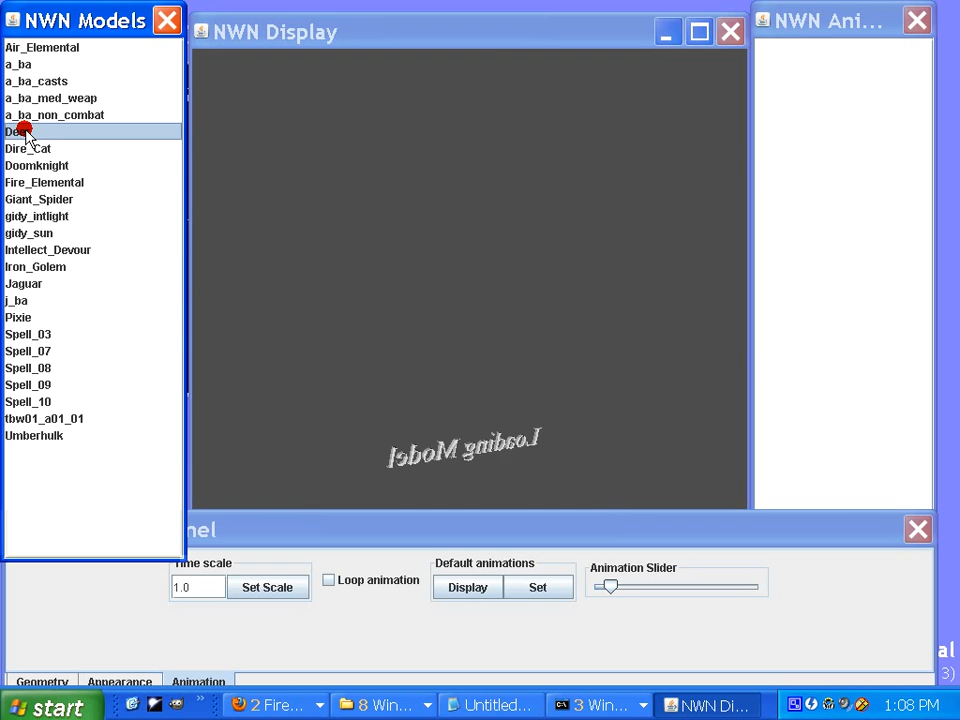 NWN Models
NWN Display
NWN Ani...
Air_Elemental
a_ba
a_ba_casts
a_ba_med_weap
a_ba_non_combat
Dire_Cat
Doomknight
Fire_Elemental
Giant_Spider
gidy_intlight
gidy_sun
Intellect_Devour
Iron_Golem
Jaguar
j_ba
Pixie
Spell_03
Spell_07
Spell_08
Spell_09
Spell_10
tbw01_a01_01
Umberhulk
Loading Model
nel
Time scale
1.0
Set Scale
Loop animation
Default animations
Display
Set
Animation Slider
Geometry
Appearance
Animation
al
3)
start
2 Fire...
8 Win...
Untitled...
3 Win...
NWN Di...
1:08 PM